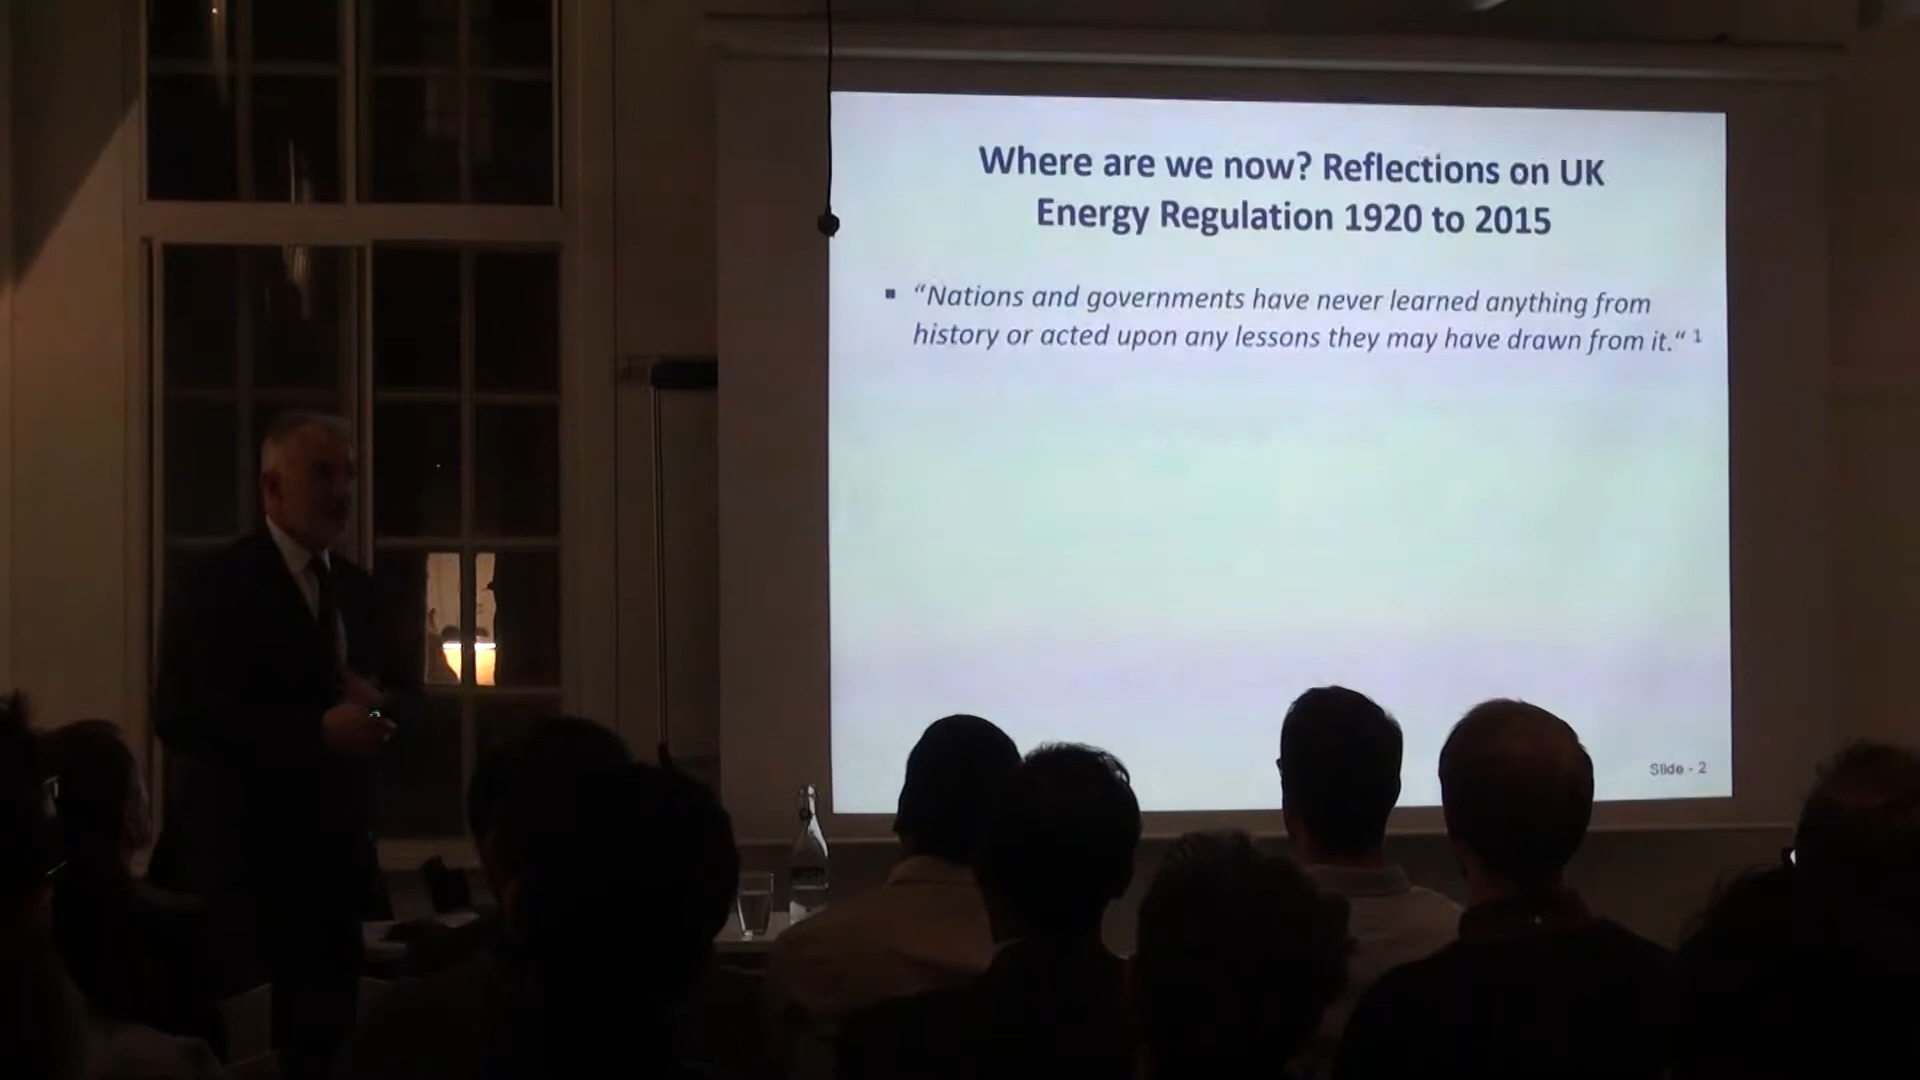 Where are we now? Reflections on UK
Energy Regulation 1920 to 2015
▪ “Nations and governments have never learned anything from
history or acted upon any lessons they may have drawn from it.“ 1
Slide - 2